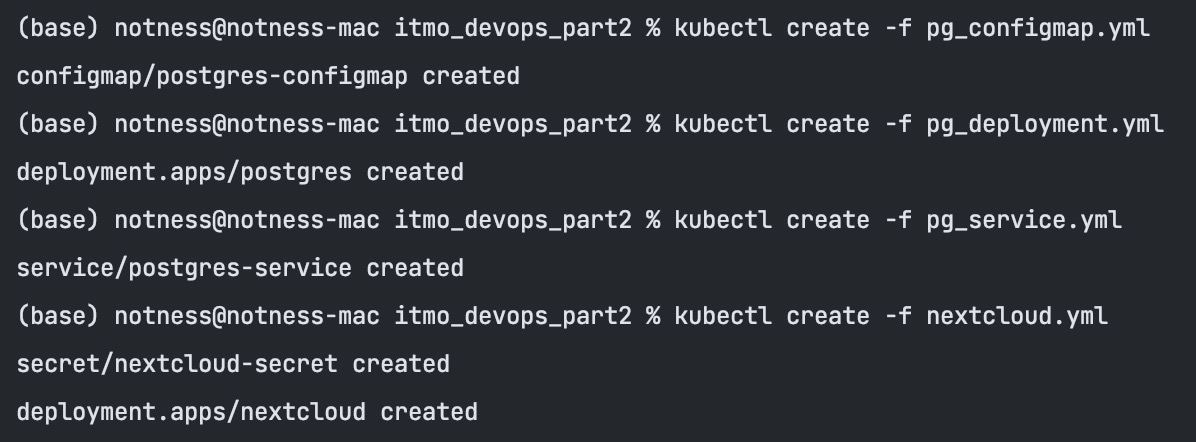 (base) notness@notness-mac itmo_devops_part2 % kubectl create -f pg_configmap.yml
configmap/postgres-configmap created
(base) notness@notness-mac itmo_devops_part2 % kubectl create -f pg_deployment.yml
deployment.apps/postgres created
(base) notness@notness-mac itmo_devops_part2 % kubectl create -f pg_service.yml
service/postgres-service created
(base) notness@notness-mac itmo_devops_part2 % kubectl create -f nextcloud.yml
secret/nextcloud-secret created
deployment.apps/nextcloud created